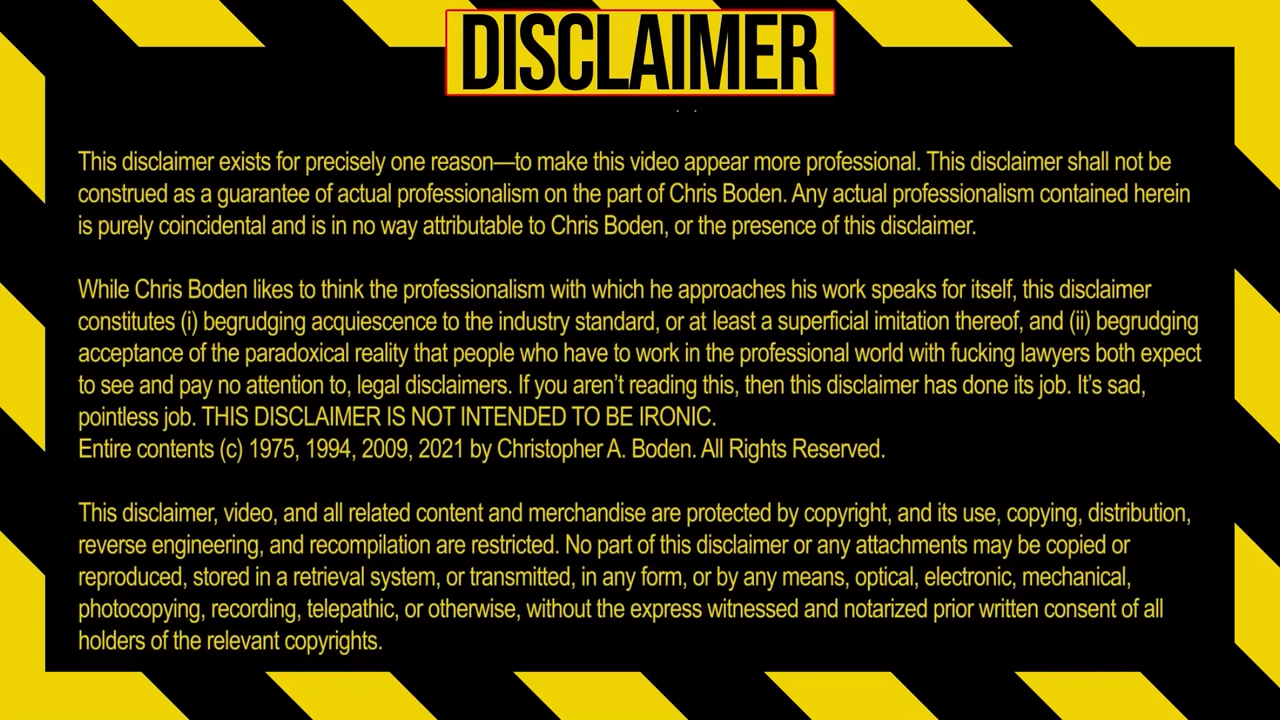 DISCLAIMER
This disclaimer exists for precisely one reason—to make this video appear more professional. This disclaimer shall not be
construed as a guarantee of actual professionalism on the part of Chris Boden. Any actual professionalism contained herein
is purely coincidental and is in no way attributable to Chris Boden, or the presence of this disclaimer.
While Chris Boden likes to think the professionalism with which he approaches his work speaks for itself, this disclaimer
constitutes (i) begrudging acquiescence to the industry standard, or at least a superficial imitation thereof, and (ii) begrudging
acceptance of the paradoxical reality that people who have to work in the professional world with fucking lawyers both expect
to see and pay no attention to, legal disclaimers. If you aren't reading this, then this disclaimer has done its job. It's sad,
pointless job. THIS DISCLAIMER IS NOT INTENDED TO BE IRONIC.
Entire contents (c) 1975, 1994, 2009, 2021 by Christopher A. Boden. All Rights Reserved.
This disclaimer, video, and all related content and merchandise are protected by copyright, and its use, copying, distribution,
reverse engineering, and recompilation are restricted. No part of this disclaimer or any attachments may be copied or
reproduced, stored in a retrieval system, or transmitted, in any form, or by any means, optical, electronic, mechanical,
photocopying, recording, telepathic, or otherwise, without the express witnessed and notarized prior written consent of all
holders of the relevant copyrights.